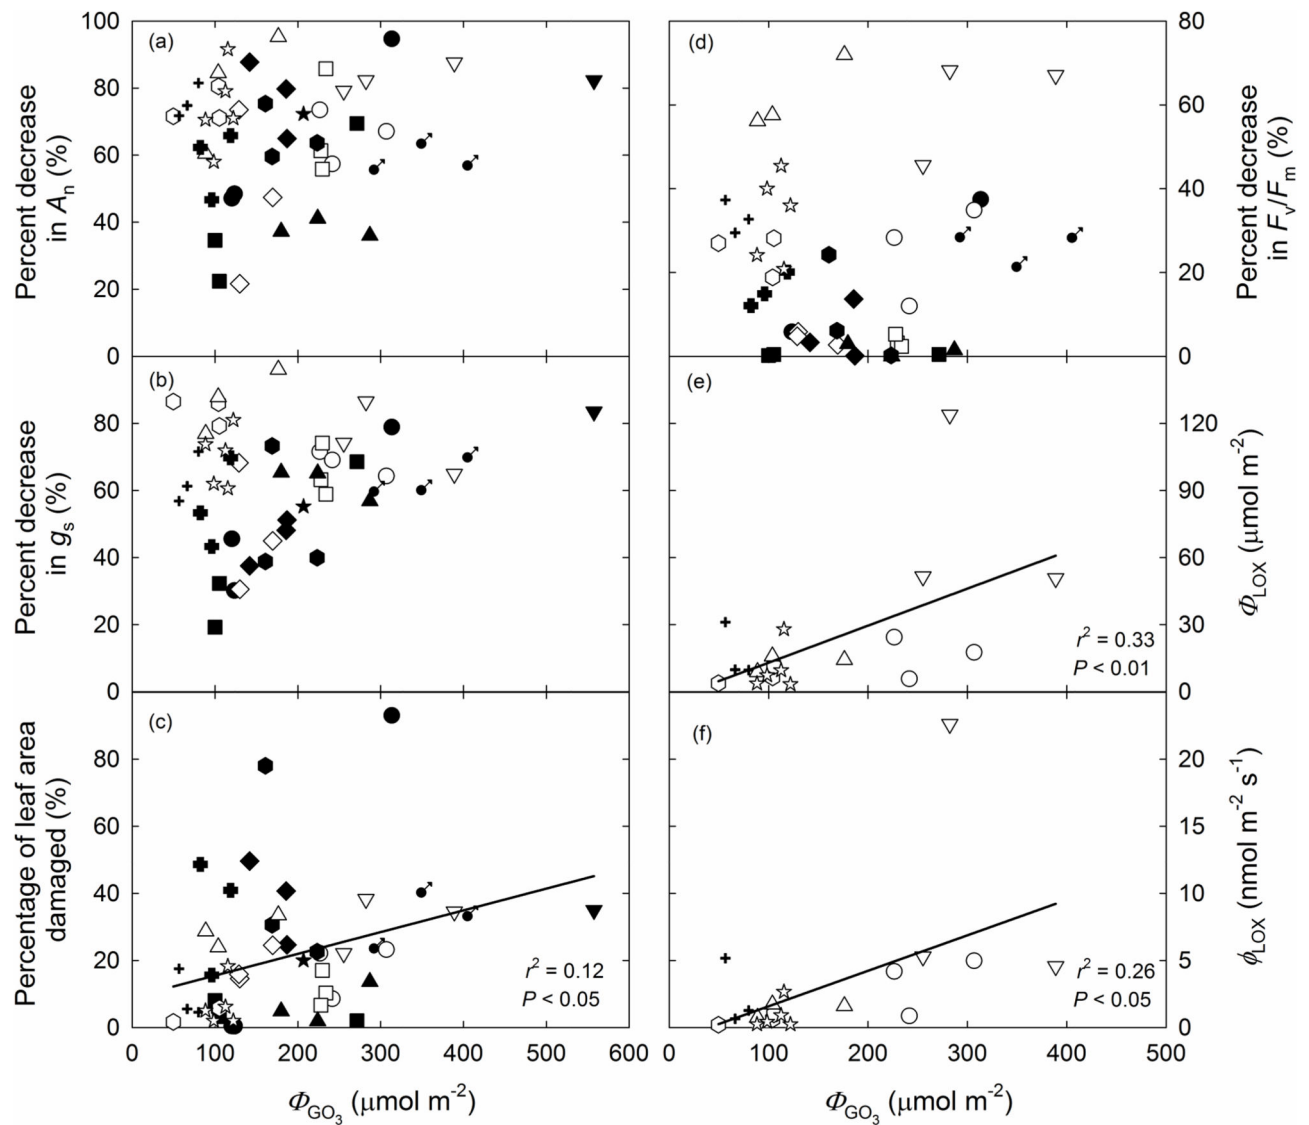 (a)
100
80
60
40
20
0
Percent decrease
in Aₙ (%)
(b)
80
60
40
20
0
Percent decrease
in gₛ (%)
(c)
80
60
40
20
0
Percentage of leaf area
damaged (%)
r² = 0.12
P < 0.05
0 100 200 300 400 500 600
Φ_GO₃ (μmol m⁻²)
(d)
80
60
40
20
0
Percent decrease
in Fᵥ/Fₘ (%)
(e)
120
90
60
30
0
Φ_LOX (μmol m⁻²)
r² = 0.33
P < 0.01
(f)
20
15
10
5
0
ϕ_LOX (nmol m⁻² s⁻¹)
r² = 0.26
P < 0.05
0 100 200 300 400 500
Φ_GO₃ (μmol m⁻²)